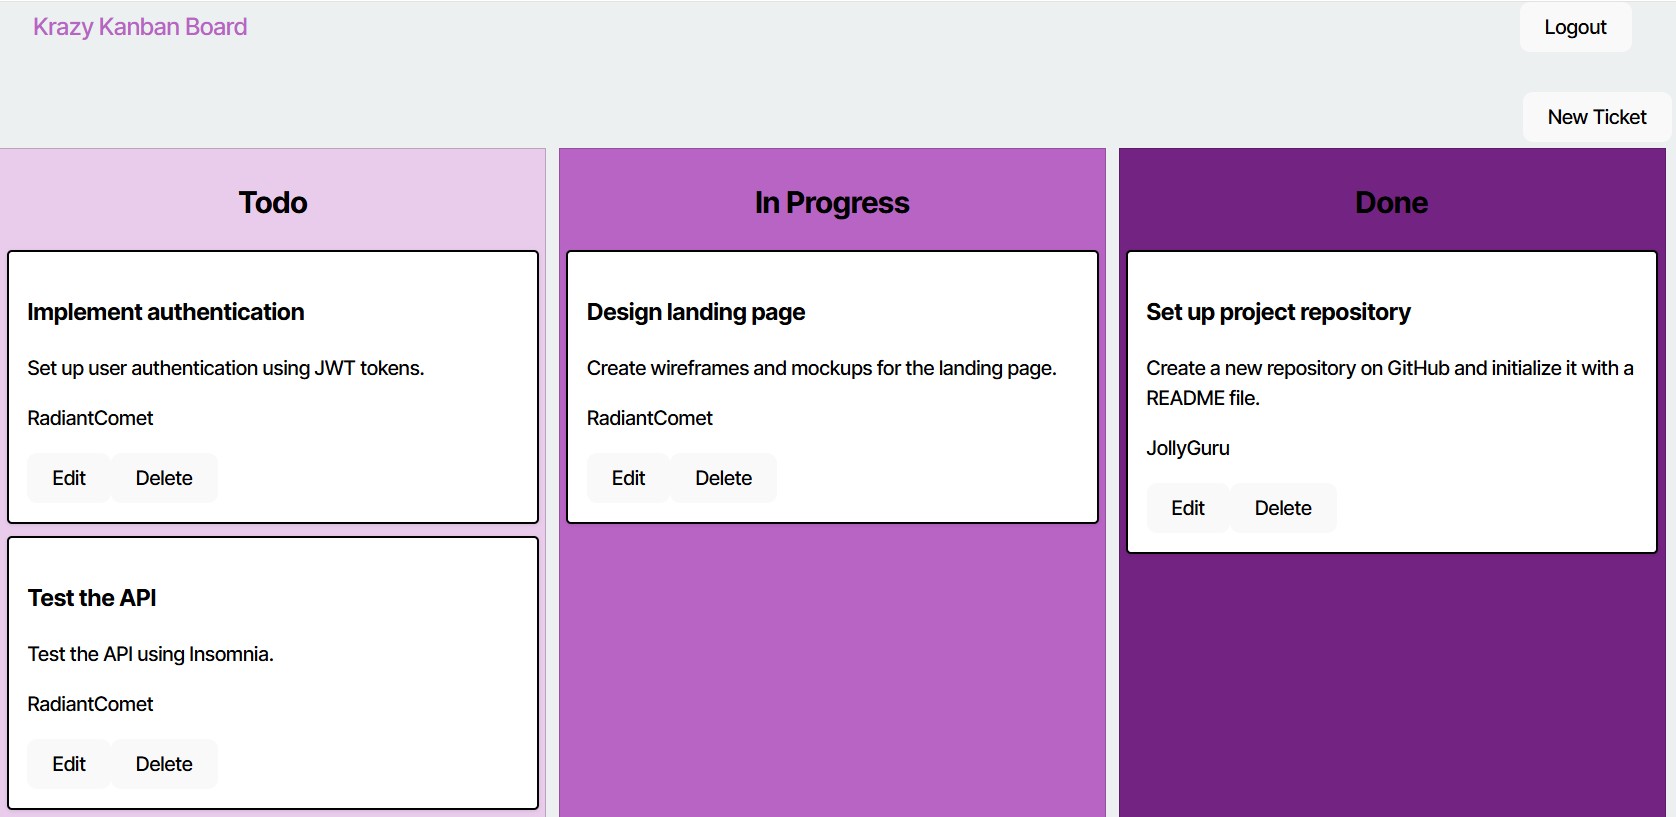 Krazy Kanban Board
Logout
New Ticket
Todo
Implement authentication
Set up user authentication using JWT tokens.
RadiantComet
Edit Delete
Test the API
Test the API using Insomnia.
RadiantComet
Edit Delete
In Progress
Design landing page
Create wireframes and mockups for the landing page.
RadiantComet
Edit Delete
Done
Set up project repository
Create a new repository on GitHub and initialize it with a
README file.
JollyGuru
Edit Delete